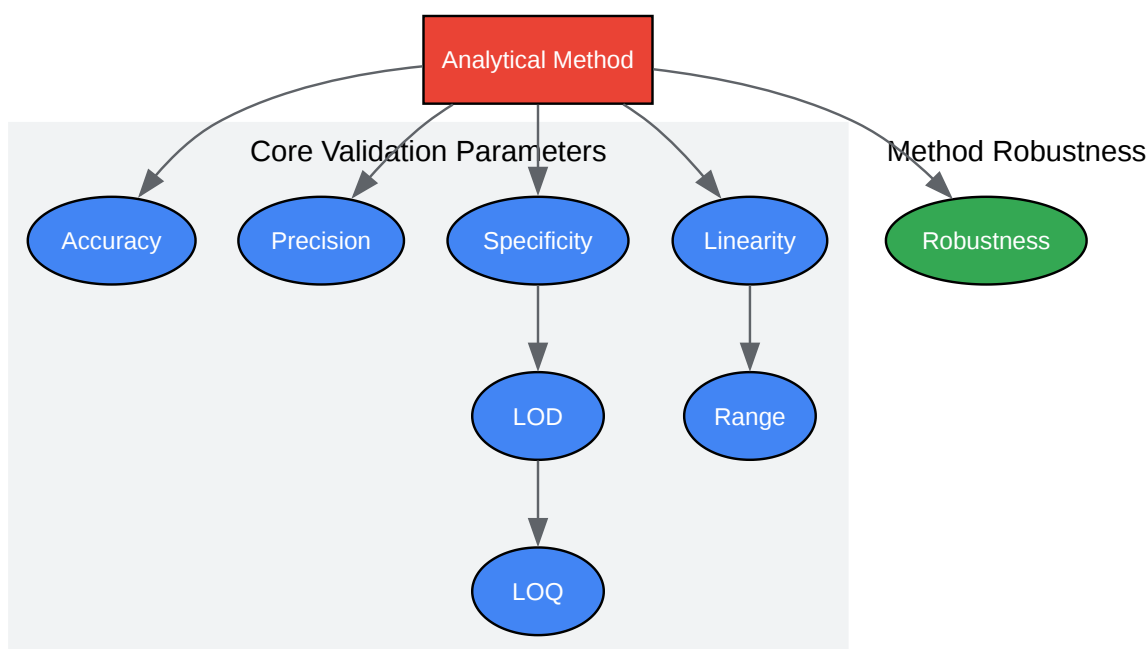 Analytical Method
Core Validation Parameters
Method Robustness
Accuracy
Precision
Specificity
Linearity
Robustness
LOD
Range
LOQ